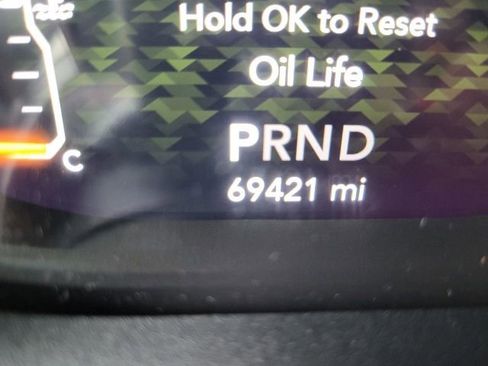 Hold OK to Reset
Oil Life
PRND
C
69421 mi